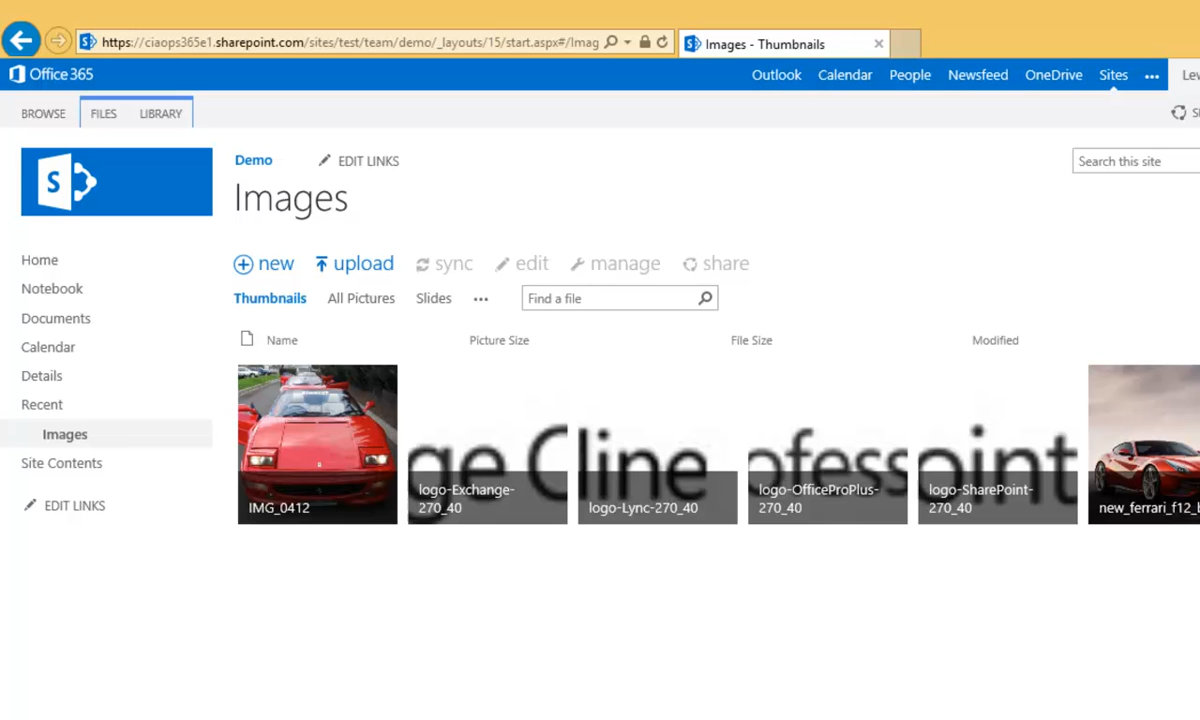 https://ciaops365e1.sharepoint.com/sites/test/team/demo/_layouts/15/start.aspx#/Imag
Images - Thumbnails
Office 365
Outlook Calendar People Newsfeed OneDrive Sites ...
BROWSE FILES LIBRARY
S
Demo EDIT LINKS
Search this site
Images
Home
Notebook
Documents
Calendar
Details
Recent
Images
Site Contents
EDIT LINKS
new upload sync edit manage share
Thumbnails All Pictures Slides ...
Find a file
Name Picture Size File Size Modified
ge Cline ofess oint
IMG_0412
logo-Exchange-
270_40
logo-Lync-270_40
logo-OfficeProPlus-
270_40
logo-SharePoint-
270_40
new_ferrari_f12_b